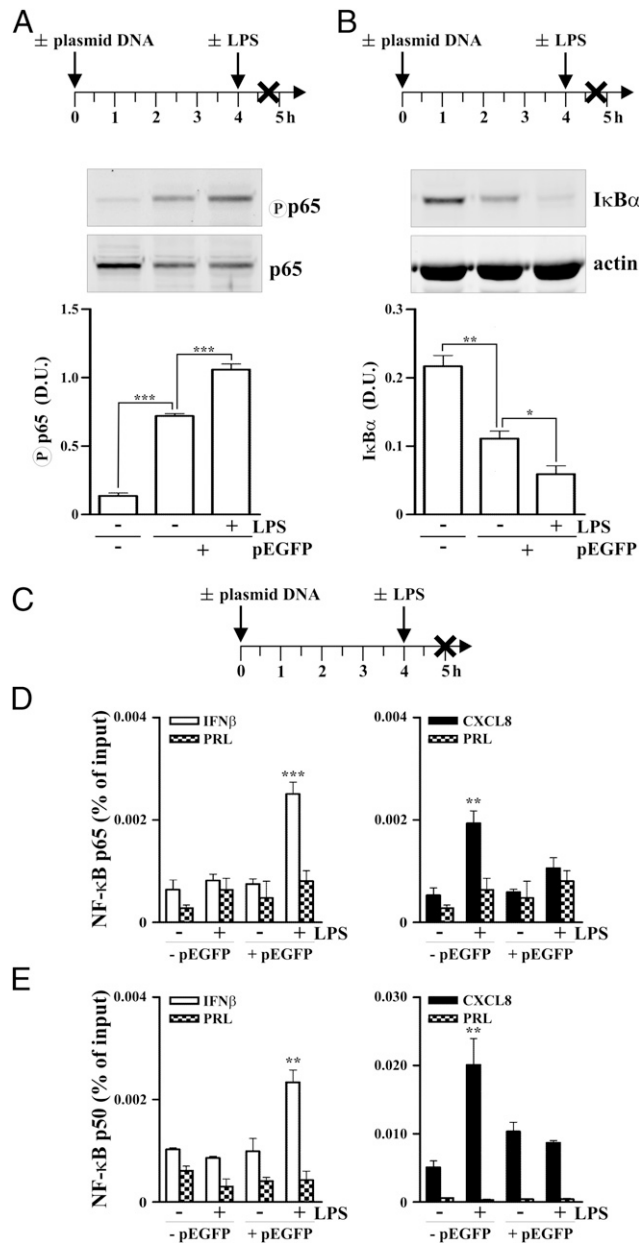 A
± plasmid DNA ± LPS
0 1 2 3 4 5 h
P p65
p65
1.5
1.0
0.5
0
P p65 (D.U.)
***
***
- - + LPS
- + pEGFP
B
± plasmid DNA ± LPS
0 1 2 3 4 5 h
IκBα
actin
0.3
0.2
0.1
0
IκBα (D.U.)
**
*
- - + LPS
- + pEGFP
C
± plasmid DNA ± LPS
0 1 2 3 4 5 h
D
NF-κB p65 (% of input)
0.004
0.002
0
IFNβ
PRL
***
- + - + LPS
- pEGFP + pEGFP
0.004
0.002
0
CXCL8
PRL
**
- + - + LPS
- pEGFP + pEGFP
E
NF-κB p50 (% of input)
0.004
0.002
0
IFNβ
PRL
**
- + - + LPS
- pEGFP + pEGFP
0.030
0.020
0.010
0
CXCL8
PRL
**
- + - + LPS
- pEGFP + pEGFP